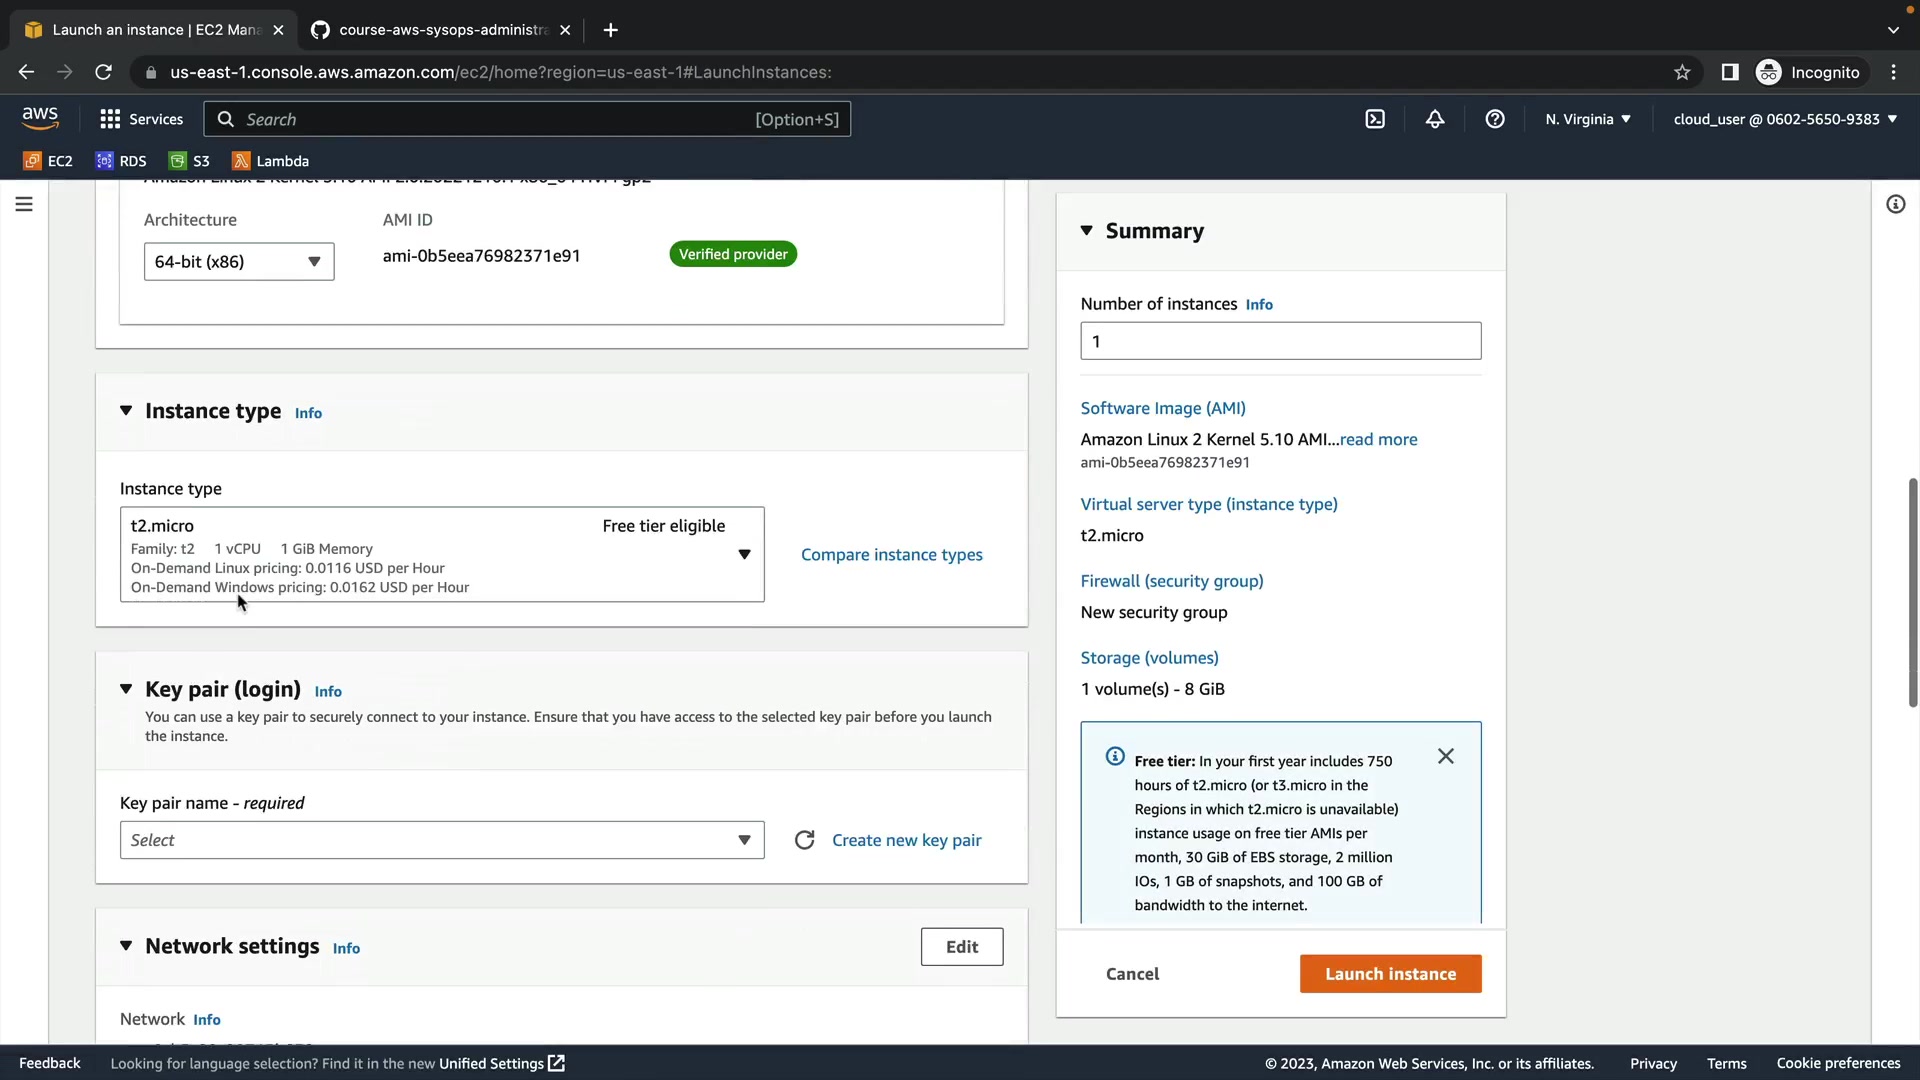 Launch an instance | EC2 Mana
course-aws-sysops-administra
us-east-1.console.aws.amazon.com/ec2/home?region=us-east-1#LaunchInstances:
Incognito
aws
Services
Search
[Option+S]
N. Virginia
cloud_user @ 0602-5650-9383
EC2
RDS
S3
Lambda
Architecture
AMI ID
64-bit (x86)
ami-0b5eea76982371e91
Verified provider
Instance type Info
Instance type
t2.micro
Free tier eligible
Family: t2 1 vCPU 1 GiB Memory
On-Demand Linux pricing: 0.0116 USD per Hour
On-Demand Windows pricing: 0.0162 USD per Hour
Compare instance types
Key pair (login) Info
You can use a key pair to securely connect to your instance. Ensure that you have access to the selected key pair before you launch
the instance.
Key pair name - required
Select
Create new key pair
Network settings Info
Edit
Network Info
Summary
Number of instances Info
1
Software Image (AMI)
Amazon Linux 2 Kernel 5.10 AMI...read more
ami-0b5eea76982371e91
Virtual server type (instance type)
t2.micro
Firewall (security group)
New security group
Storage (volumes)
1 volume(s) - 8 GiB
Free tier: In your first year includes 750
hours of t2.micro (or t3.micro in the
Regions in which t2.micro is unavailable)
instance usage on free tier AMIs per
month, 30 GiB of EBS storage, 2 million
IOs, 1 GB of snapshots, and 100 GB of
bandwidth to the internet.
Cancel
Launch instance
Feedback
Looking for language selection? Find it in the new Unified Settings
© 2023, Amazon Web Services, Inc. or its affiliates.
Privacy
Terms
Cookie preferences